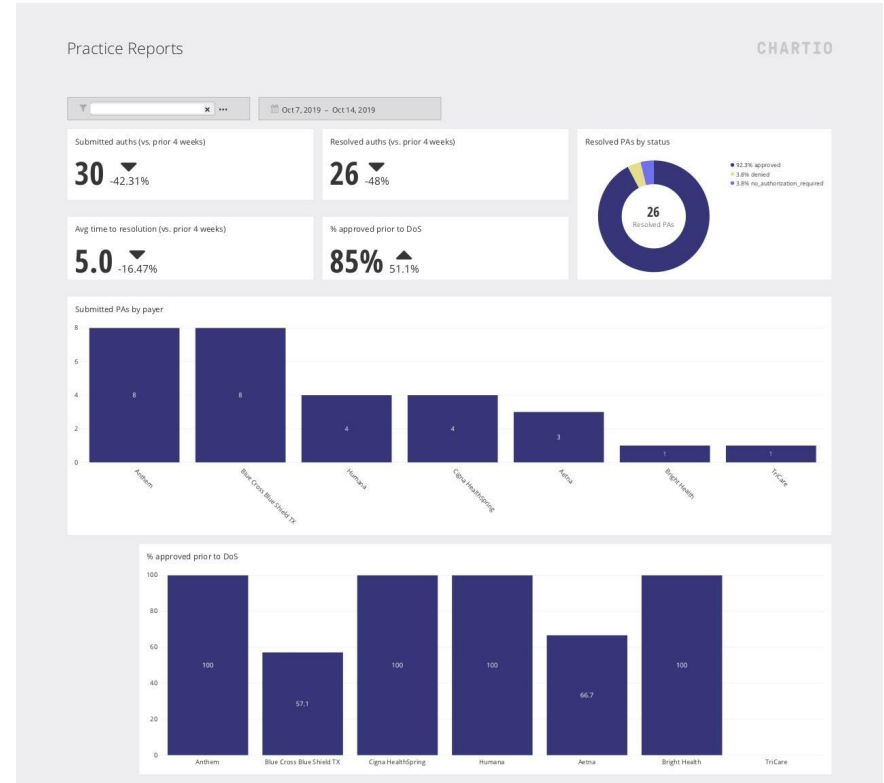 Practice Reports
CHARTIO
Oct 7, 2019 – Oct 14, 2019
Submitted auths (vs. prior 4 weeks)
30 -42.31%
Resolved auths (vs. prior 4 weeks)
26 -48%
Resolved PAs by status
26
Resolved PAs
92.3% approved
3.8% denied
3.8% no_authorization_required
Avg time to resolution (vs. prior 4 weeks)
5.0 -16.47%
% approved prior to DoS
85% 51.1%
Submitted PAs by payer
8
6
4
2
0
8
8
4
4
3
1
1
Anthem
Blue Cross Blue Shield TX
Humana
Cigna HealthSpring
Aetna
Bright Health
TriCare
% approved prior to DoS
100
80
60
40
20
0
100
57.1
100
100
66.7
100
Anthem
Blue Cross Blue Shield TX
Cigna HealthSpring
Humana
Aetna
Bright Health
TriCare